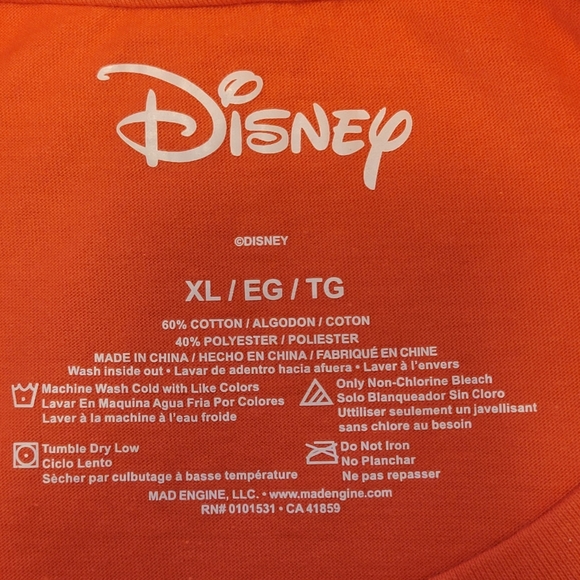 Disney
©DISNEY
XL / EG / TG
60% COTTON / ALGODON / COTON
40% POLYESTER / POLIESTER
MADE IN CHINA / HECHO EN CHINA / FABRIQUÉ EN CHINE
Wash inside out • Lavar de adentro hacia afuera • Laver à l'envers
Machine Wash Cold with Like Colors
Lavar En Maquina Agua Fria Por Colores
Laver à la machine à l'eau froide
Only Non-Chlorine Bleach
Solo Blanqueador Sin Cloro
Utiliser seulement un javellisant
sans chlore au besoin
Tumble Dry Low
Ciclo Lento
Sècher par culbutage à basse température
Do Not Iron
No Planchar
Ne pas repasser
MAD ENGINE, LLC. • www.madengine.com
RN# 0101531 • CA 41859